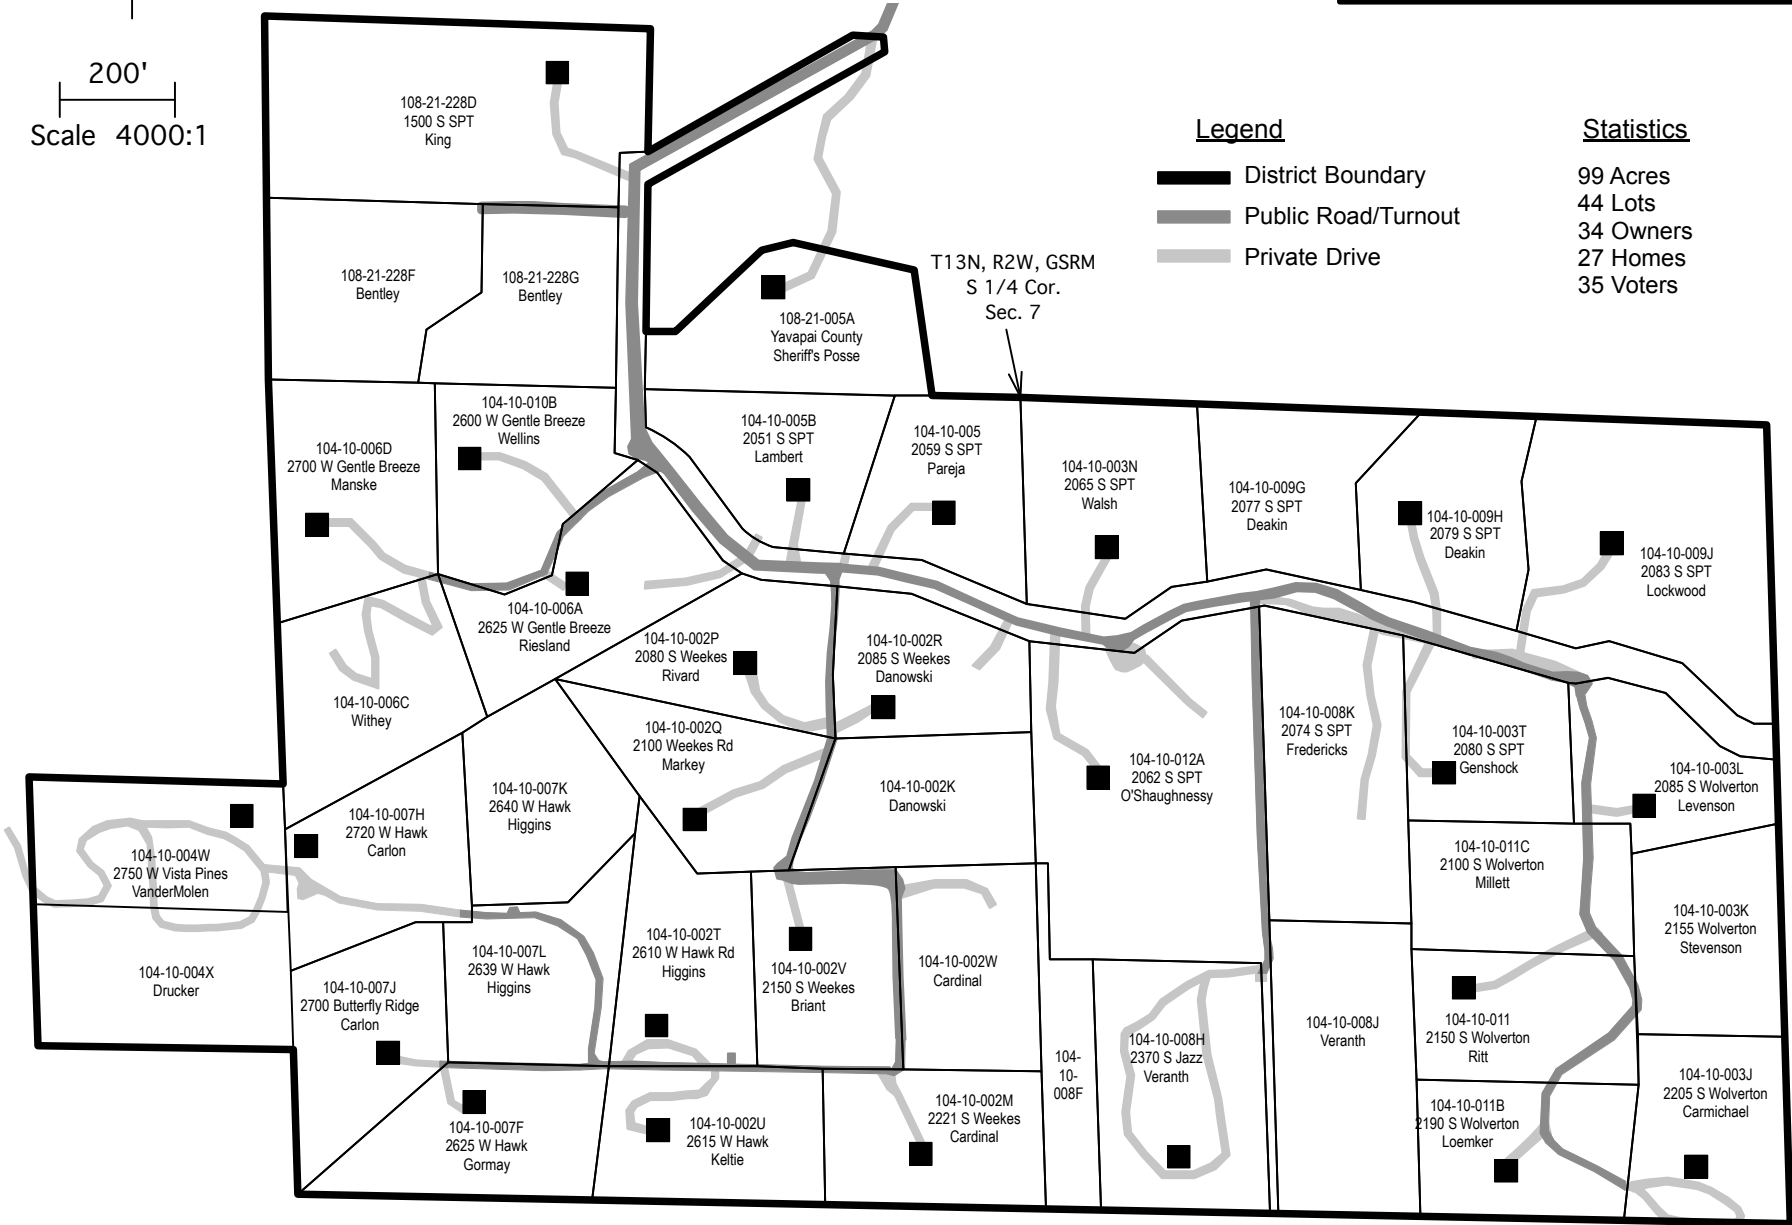 200'
Scale 4000:1
108-21-228D
1500 S SPT
King
Legend
District Boundary
Public Road/Turnout
Private Drive
Statistics
99 Acres
44 Lots
34 Owners
27 Homes
35 Voters
108-21-228F
Bentley
108-21-228G
Bentley
T13N, R2W, GSRM
S 1/4 Cor.
Sec. 7
108-21-005A
Yavapai County
Sheriff's Posse
104-10-006D
2700 W Gentle Breeze
Manske
104-10-010B
2600 W Gentle Breeze
Wellins
104-10-005B
2051 S SPT
Lambert
104-10-005
2059 S SPT
Pareja
104-10-003N
2065 S SPT
Walsh
104-10-009G
2077 S SPT
Deakin
104-10-009H
2079 S SPT
Deakin
104-10-009J
2083 S SPT
Lockwood
104-10-006A
2625 W Gentle Breeze
Riesland
104-10-002P
2080 S Weekes
Rivard
104-10-002R
2085 S Weekes
Danowski
104-10-006C
Withey
104-10-002Q
2100 Weekes Rd
Markey
104-10-002K
Danowski
104-10-012A
2062 S SPT
O'Shaughnessy
104-10-008K
2074 S SPT
Fredericks
104-10-003T
2080 S SPT
Genshock
104-10-003L
2085 S Wolverton
Levenson
104-10-007H
2720 W Hawk
Carlon
104-10-007K
2640 W Hawk
Higgins
104-10-004W
2750 W Vista Pines
VanderMolen
104-10-011C
2100 S Wolverton
Millett
104-10-003K
2155 Wolverton
Stevenson
104-10-004X
Drucker
104-10-007J
2700 Butterfly Ridge
Carlon
104-10-007L
2639 W Hawk
Higgins
104-10-002T
2610 W Hawk Rd
Higgins
104-10-002V
2150 S Weekes
Briant
104-10-002W
Cardinal
104-
10-
008F
104-10-008H
2370 S Jazz
Veranth
104-10-008J
Veranth
104-10-011
2150 S Wolverton
Ritt
104-10-003J
2205 S Wolverton
Carmichael
104-10-007F
2625 W Hawk
Gormay
104-10-002U
2615 W Hawk
Keltie
104-10-002M
2221 S Weekes
Cardinal
104-10-011B
2190 S Wolverton
Loemker